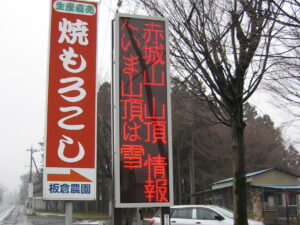 生産直売
焼もろこし
板倉農園
赤城山 山頂 情報
いま山頂は雪